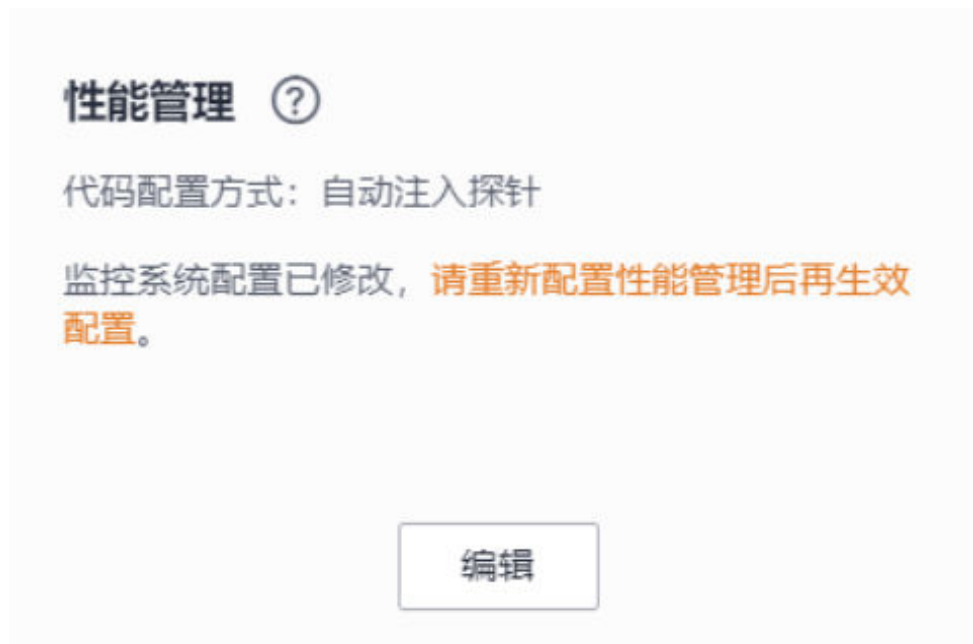 性能管理 ?
代码配置方式：自动注入探针
监控系统配置已修改，请重新配置性能管理后再生效
配置。
编辑